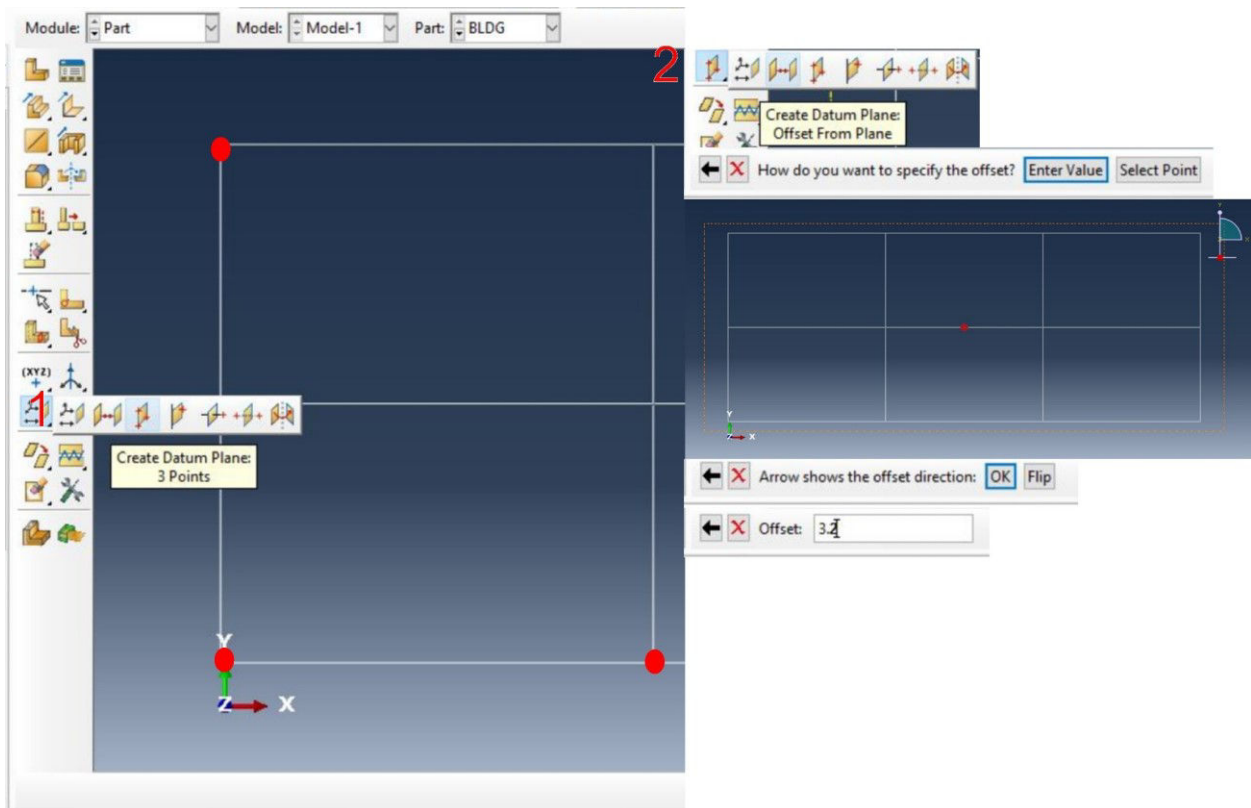 Module: Part Model: Model-1 Part: BLDG
2
Create Datum Plane:
Offset From Plane
How do you want to specify the offset? Enter Value Select Point
(XYZ)
1
Create Datum Plane:
3 Points
Y
X
Z
Y
X
Arrow shows the offset direction: OK Flip
Offset: 3.2
Y
Z
X